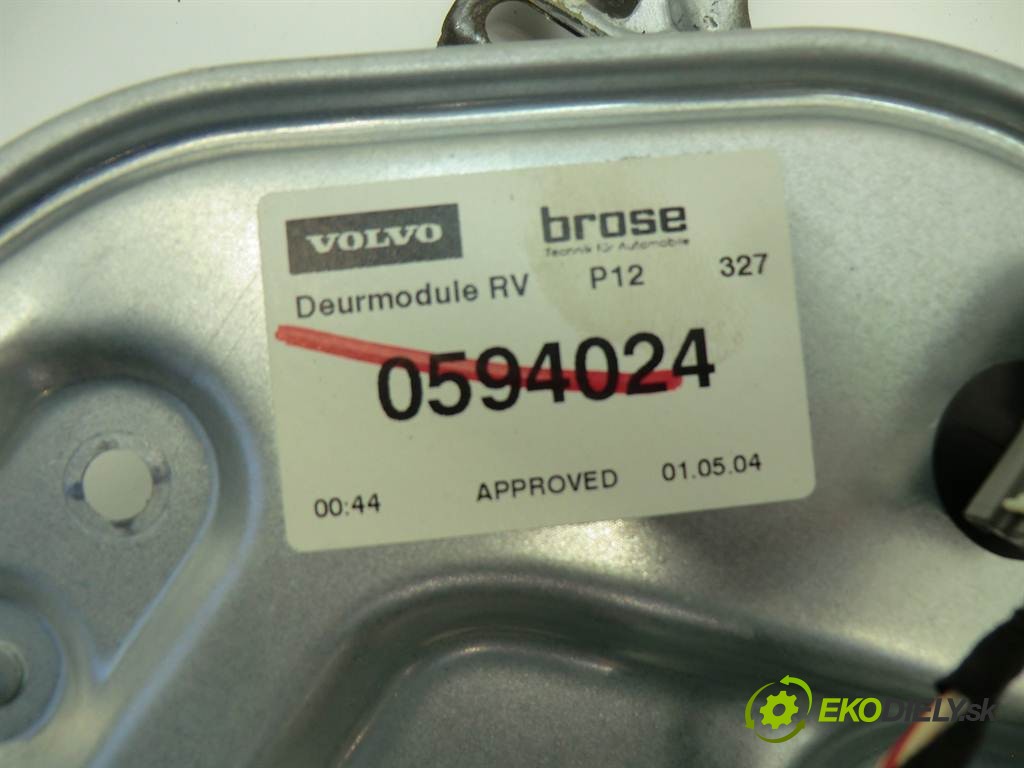 VOLVO brose
Technik für Automobile
Deurmodule RV P12 327
0594024
00:44 APPROVED 01.05.04
EKODIELY.sk